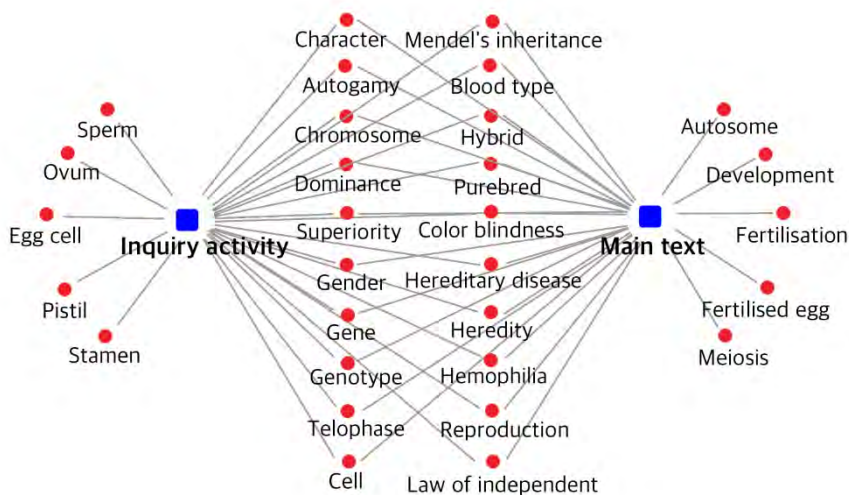 Character
Mendel's inheritance
Autogamy
Blood type
Sperm
Chromosome
Hybrid
Autosome
Ovum
Dominance
Purebred
Development
Egg cell
Inquiry activity
Superiority
Color blindness
Main text
Fertilisation
Pistil
Gender
Hereditary disease
Fertilised egg
Stamen
Gene
Heredity
Meiosis
Genotype
Hemophilia
Telophase
Reproduction
Cell
Law of independent